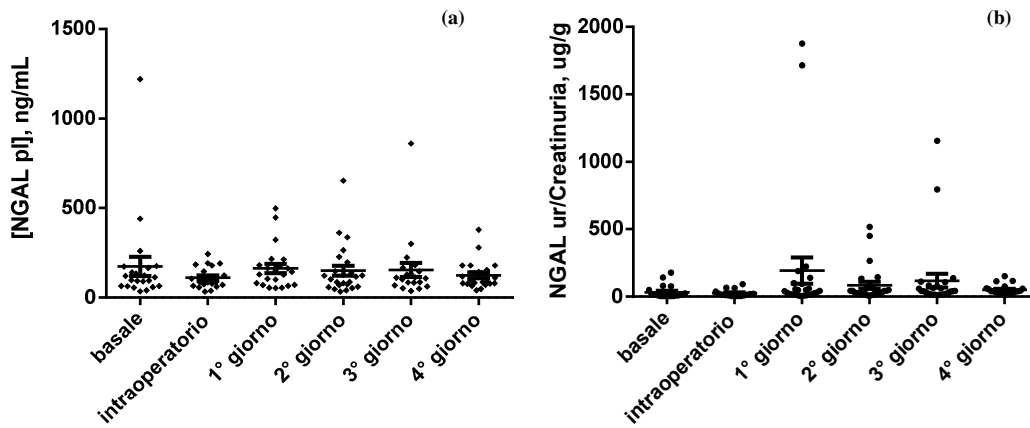 (a)
[NGAL pl], ng/mL
1500
1000
500
0
basale
intraoperatorio
1° giorno
2° giorno
3° giorno
4° giorno
(b)
NGAL ur/Creatinuria, ug/g
2000
1500
1000
500
0
basale
intraoperatorio
1° giorno
2° giorno
3° giorno
4° giorno